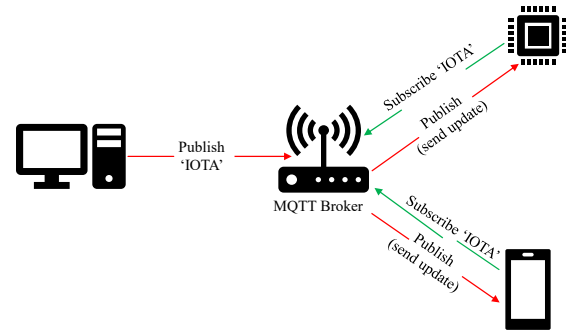 Publish
‘IOTA’
MQTT Broker
Subscribe ‘IOTA’
Publish
(send update)
Subscribe ‘IOTA’
Publish
(send update)